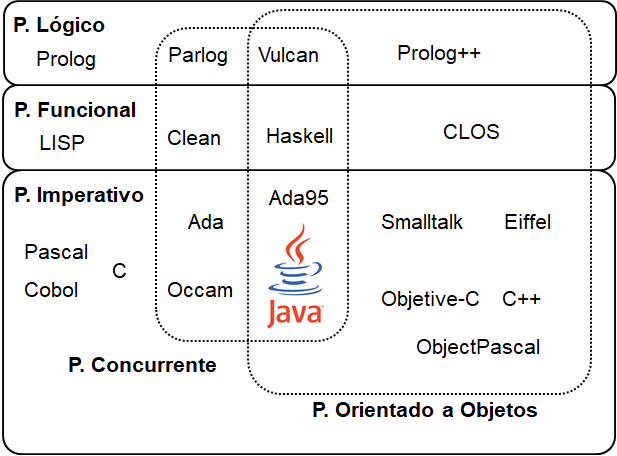 P. Lógico
Prolog
Parlog
Vulcan
Prolog++
P. Funcional
LISP
Clean
Haskell
CLOS
P. Imperativo
Ada95
Ada
Smalltalk
Eiffel
Pascal
C
Cobol
Occam
Java
Objetive-C
C++
ObjectPascal
P. Concurrente
P. Orientado a Objetos